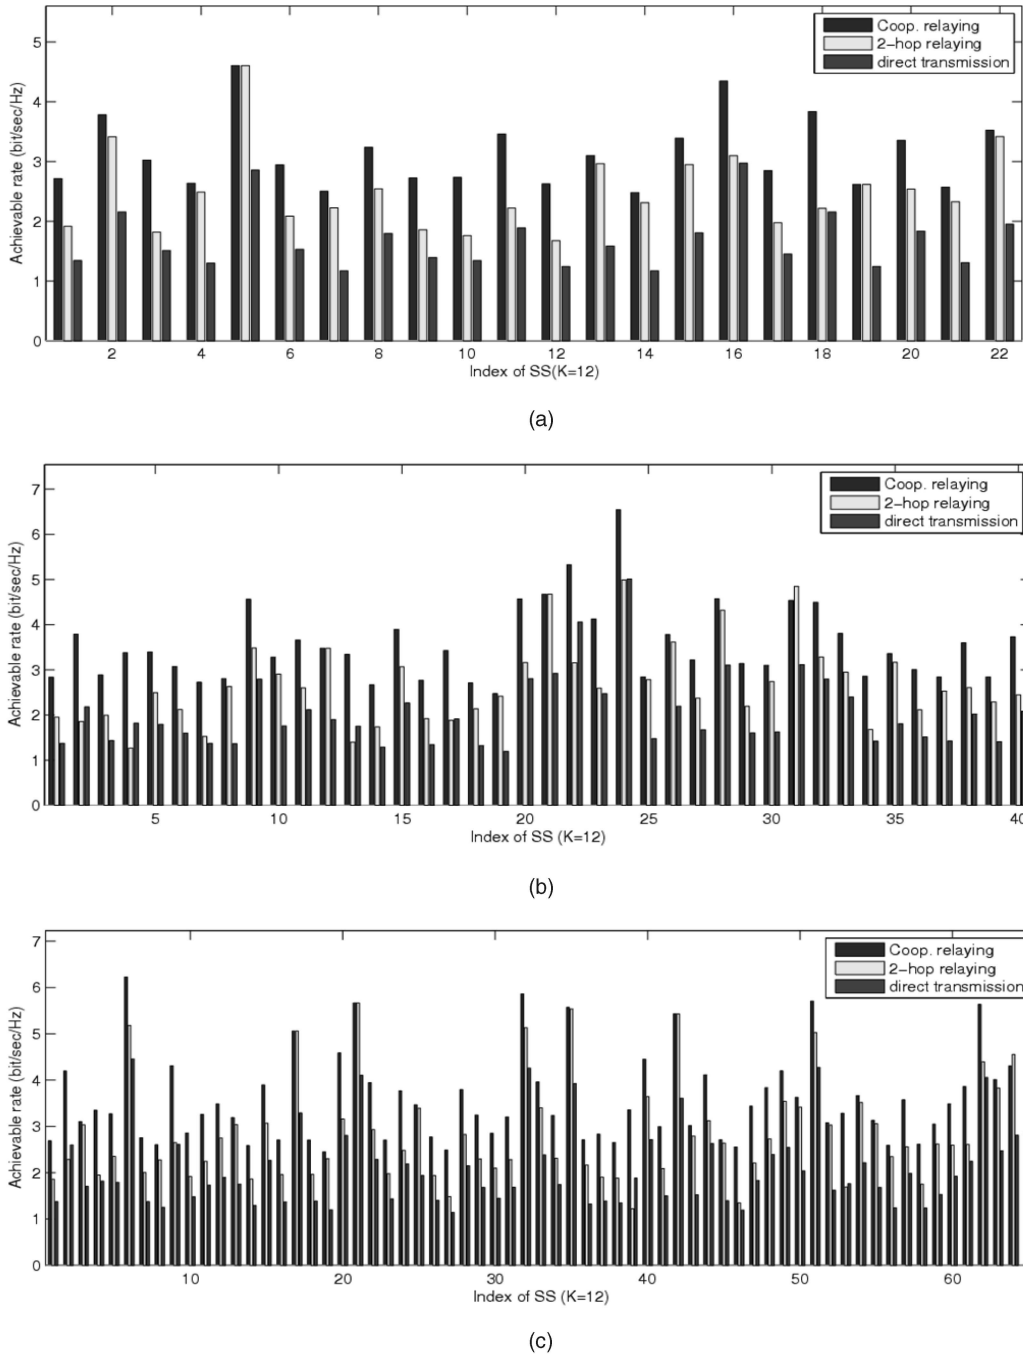 5
4
3
2
1
0
Achievable rate (bit/sec/Hz)
Coop. relaying
2-hop relaying
direct transmission
2 4 6 8 10 12 14 16 18 20 22
Index of SS(K=12)
(a)
7
6
5
4
3
2
1
0
Achievable rate (bit/sec/Hz)
Coop. relaying
2-hop relaying
direct transmission
5 10 15 20 25 30 35 40
Index of SS (K=12)
(b)
7
6
5
4
3
2
1
0
Achievable rate (bit/sec/Hz)
Coop. relaying
2-hop relaying
direct transmission
10 20 30 40 50 60
Index of SS (K=12)
(c)